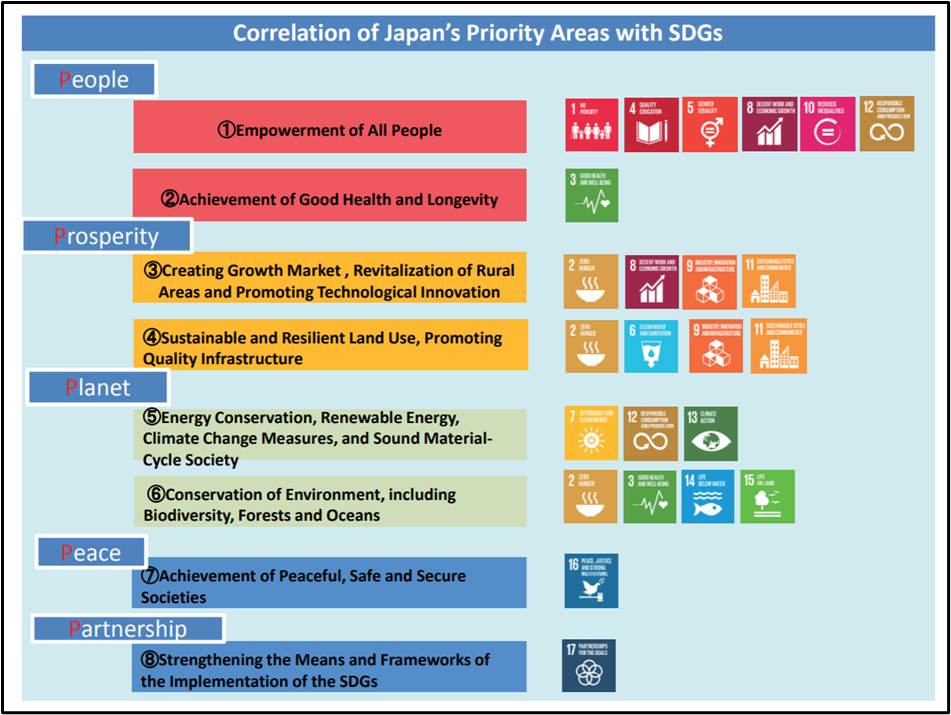 Correlation of Japan's Priority Areas with SDGs
People
①Empowerment of All People
1 NO
POVERTY
4 QUALITY
EDUCATION
5 GENDER
EQUALITY
8 DECENT WORK AND
ECONOMIC GROWTH
10 REDUCED
INEQUALITIES
12 RESPONSIBLE
CONSUMPTION
AND PRODUCTION
②Achievement of Good Health and Longevity
3 GOOD HEALTH
AND WELL-BEING
Prosperity
③Creating Growth Market , Revitalization of Rural
Areas and Promoting Technological Innovation
2 ZERO
HUNGER
8 DECENT WORK AND
ECONOMIC GROWTH
9 INDUSTRY, INNOVATION
AND INFRASTRUCTURE
11 SUSTAINABLE CITIES
AND COMMUNITIES
④Sustainable and Resilient Land Use, Promoting
Quality Infrastructure
2 ZERO
HUNGER
6 CLEAN WATER
AND SANITATION
9 INDUSTRY, INNOVATION
AND INFRASTRUCTURE
11 SUSTAINABLE CITIES
AND COMMUNITIES
Planet
⑤Energy Conservation, Renewable Energy,
Climate Change Measures, and Sound Material-
Cycle Society
7 AFFORDABLE AND
CLEAN ENERGY
12 RESPONSIBLE
CONSUMPTION
AND PRODUCTION
13 CLIMATE
ACTION
⑥Conservation of Environment, including
Biodiversity, Forests and Oceans
2 ZERO
HUNGER
3 GOOD HEALTH
AND WELL-BEING
14 LIFE
BELOW WATER
15 LIFE
ON LAND
Peace
⑦Achievement of Peaceful, Safe and Secure
Societies
16 PEACE, JUSTICE
AND STRONG
INSTITUTIONS
Partnership
⑧Strengthening the Means and Frameworks of
the Implementation of the SDGs
17 PARTNERSHIPS
FOR THE GOALS